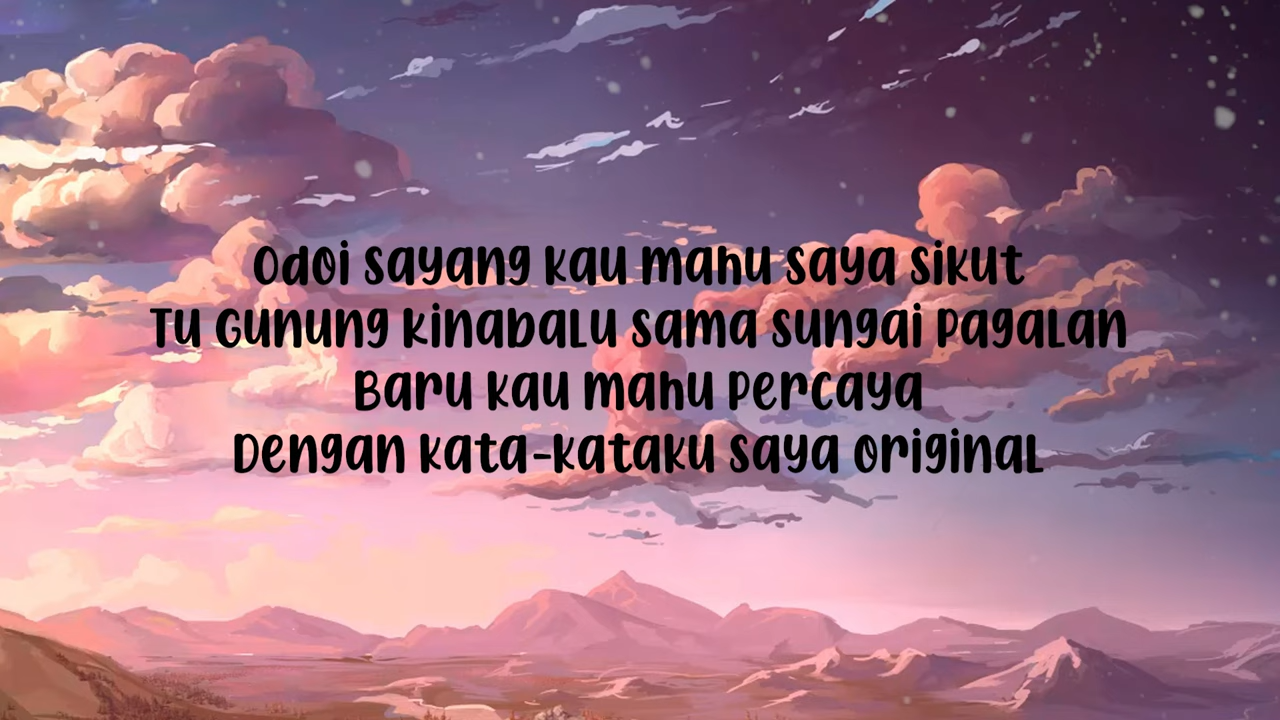 Odoi sayang kau mahu saya sikut
Tu Gunung Kinabalu sama sungai Pagalan
Baru kau mahu percaya
Dengan kata-kataku saya original